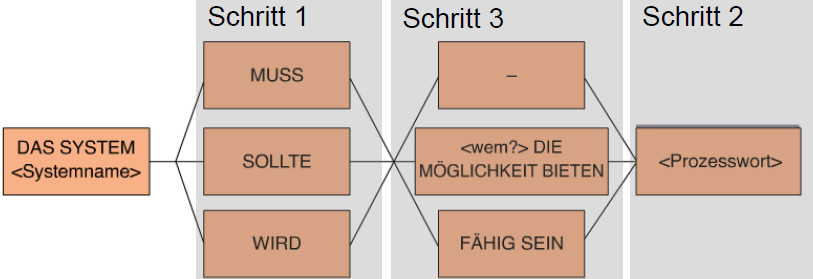 Schritt 1
Schritt 3
Schritt 2
DAS SYSTEM
<Systemname>
MUSS
SOLLTE
WIRD
–
<wem?> DIE
MÖGLICHKEIT BIETEN
FÄHIG SEIN
<Prozesswort>